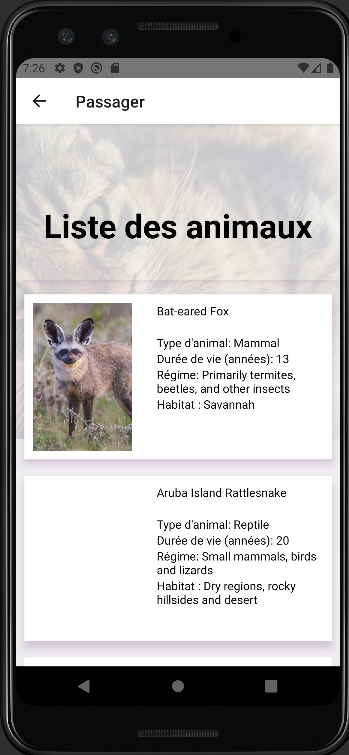 7:26
Passager
Liste des animaux
Bat-eared Fox
Type d'animal: Mammal
Durée de vie (années): 13
Régime: Primarily termites,
beetles, and other insects
Habitat : Savannah
Aruba Island Rattlesnake
Type d'animal: Reptile
Durée de vie (années): 20
Régime: Small mammals, birds
and lizards
Habitat : Dry regions, rocky
hillsides and desert